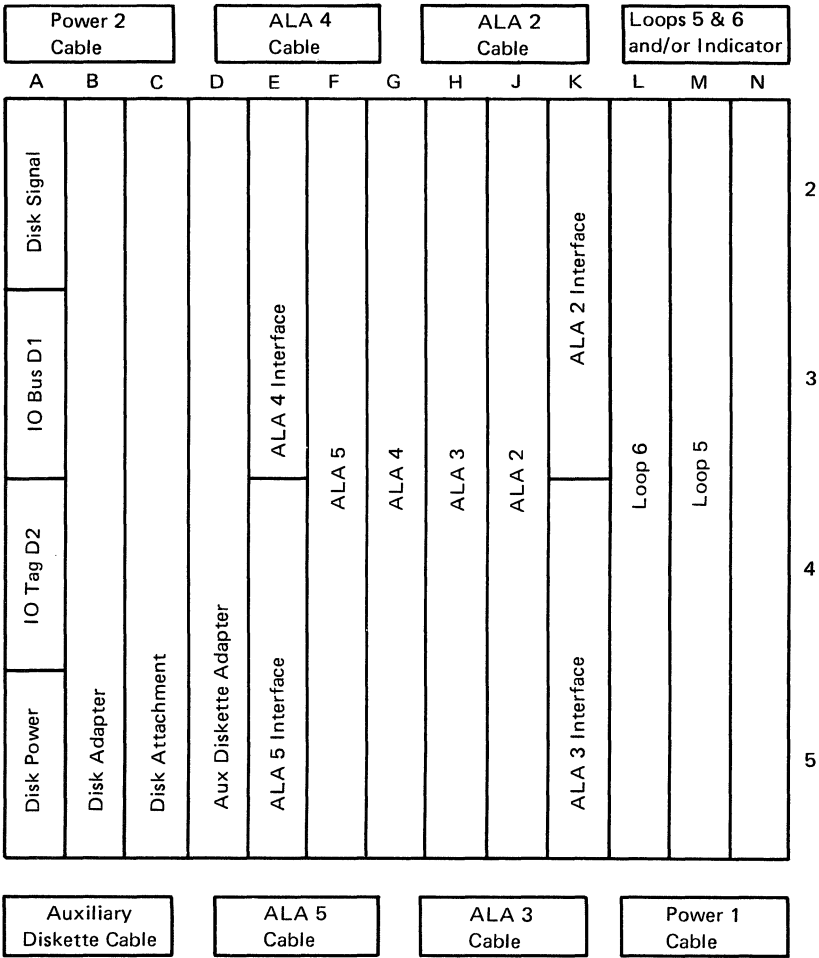 Power 2
Cable
ALA 4
Cable
ALA 2
Cable
Loops 5 & 6
and/or Indicator
A B C D E F G H J K L M N
Disk Signal
IO Bus D1
IO Tag D2
Disk Power
Disk Adapter
Disk Attachment
Aux Diskette Adapter
ALA 4 Interface
ALA 5 Interface
ALA 5
ALA 4
ALA 3
ALA 2
ALA 2 Interface
ALA 3 Interface
Loop 6
Loop 5
2
3
4
5
Auxiliary
Diskette Cable
ALA 5
Cable
ALA 3
Cable
Power 1
Cable